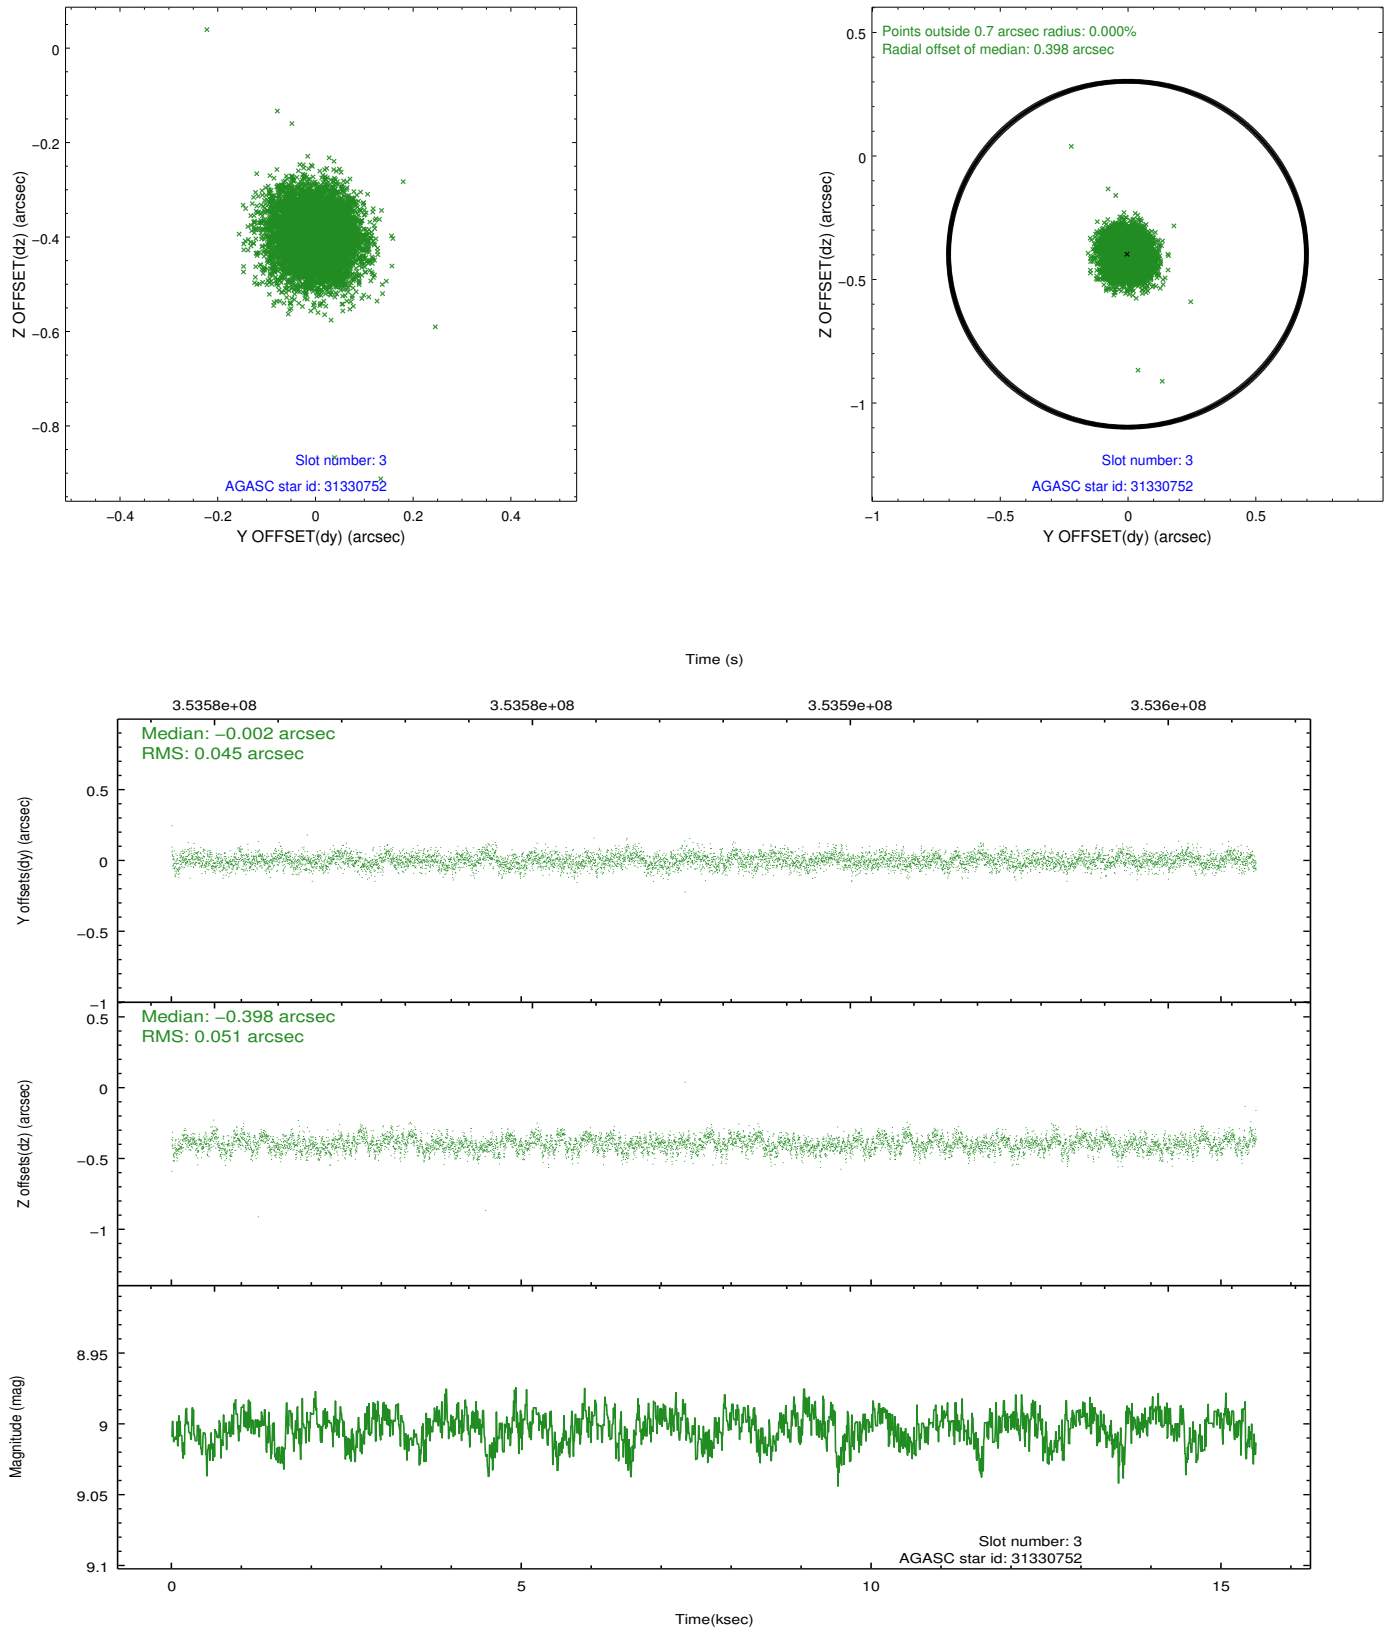 0
−0.2
−0.4
−0.6
−0.8
Z OFFSET(dz) (arcsec)
Slot number: 3
AGASC star id: 31330752
−0.4
−0.2
0
0.2
0.4
Y OFFSET(dy) (arcsec)
Points outside 0.7 arcsec radius: 0.000%
Radial offset of median: 0.398 arcsec
0.5
0
−0.5
−1
Z OFFSET(dz) (arcsec)
Slot number: 3
AGASC star id: 31330752
−1
−0.5
0
0.5
Y OFFSET(dy) (arcsec)
Time (s)
3.5358e+08
3.5358e+08
3.5359e+08
3.536e+08
Median: −0.002 arcsec
RMS: 0.045 arcsec
0.5
0
−0.5
−1
Y offsets(dy) (arcsec)
Median: −0.398 arcsec
RMS: 0.051 arcsec
0.5
0
−0.5
−1
Z offsets(dz) (arcsec)
8.95
9
9.05
9.1
Magnitude (mag)
Slot number: 3
AGASC star id: 31330752
0
5
10
15
Time(ksec)